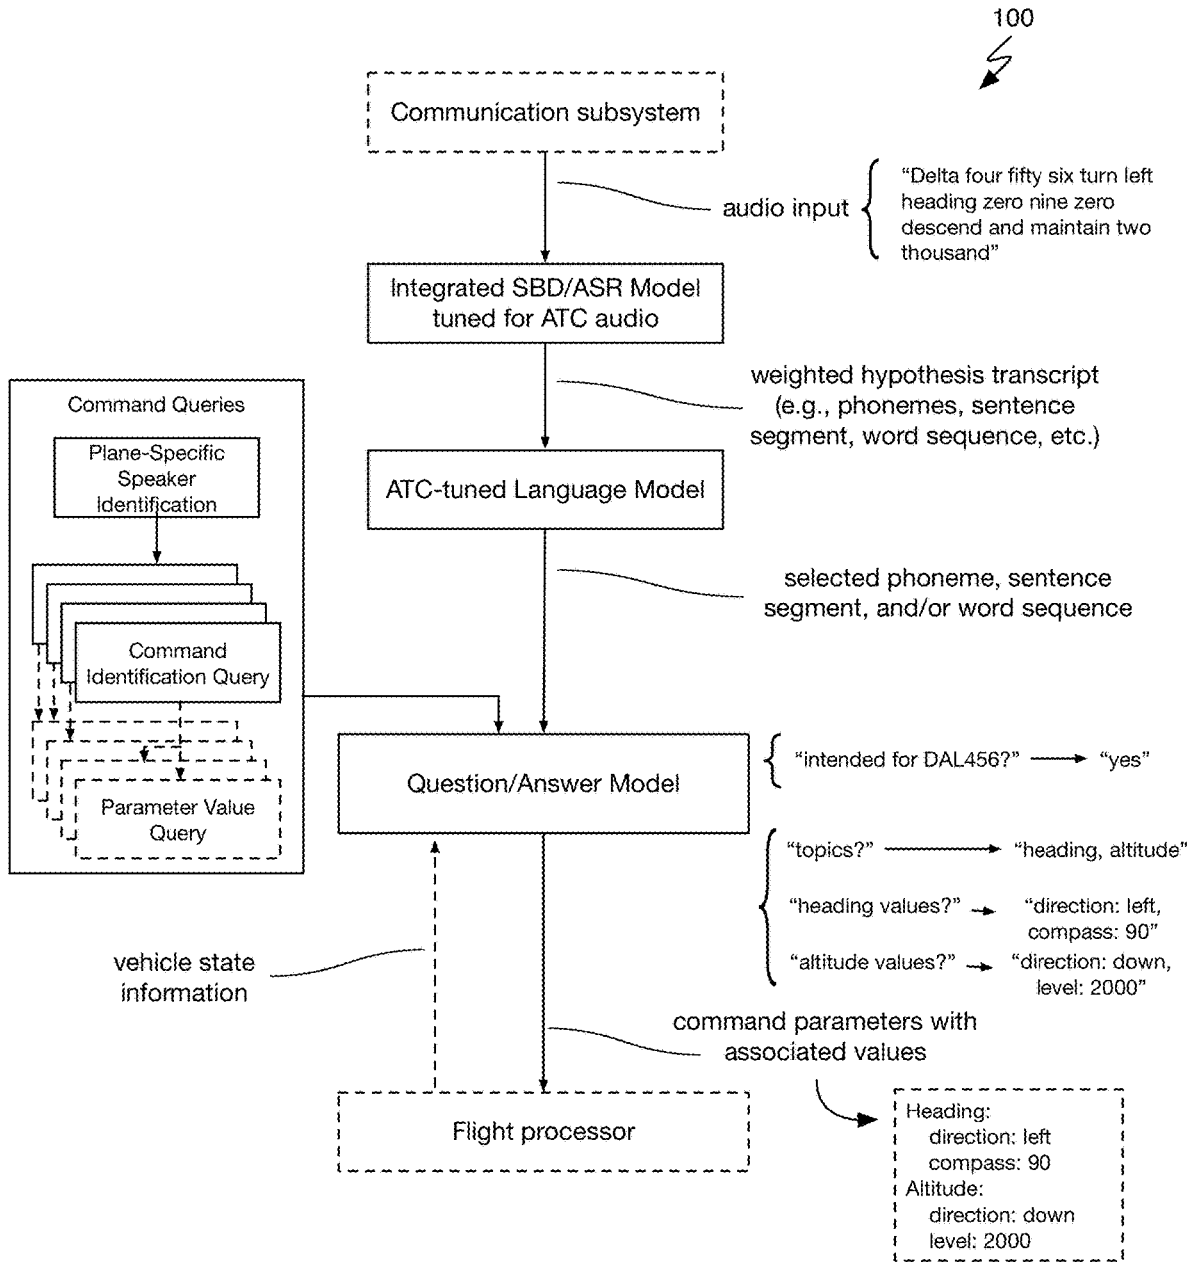 100
Communication subsystem
audio input
“Delta four fifty six turn left
heading zero nine zero
descend and maintain two
thousand”
Integrated SBD/ASR Model
tuned for ATC audio
weighted hypothesis transcript
(e.g., phonemes, sentence
segment, word sequence, etc.)
Command Queries
Plane-Specific
Speaker
Identification
ATC-tuned Language Model
selected phoneme, sentence
segment, and/or word sequence
Command
Identification Query
Parameter Value
Query
Question/Answer Model
“intended for DAL456?” “yes”
“topics?” “heading, altitude”
“heading values?” “direction: left,
compass: 90”
“altitude values?” “direction: down,
level: 2000”
vehicle state
information
command parameters with
associated values
Flight processor
Heading:
direction: left
compass: 90
Altitude:
direction: down
level: 2000